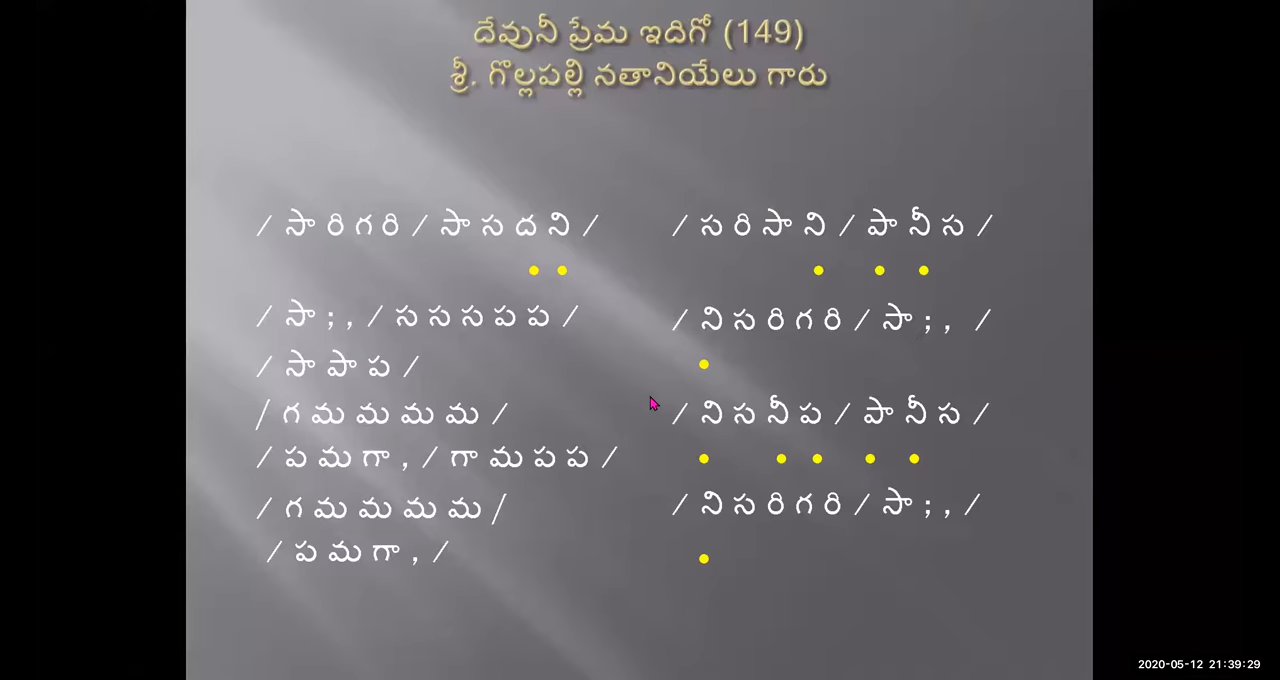 దేవునీ ప్రేమ ఇదిగో (149)
శ్రీ. గొల్లపల్లి నతానియేలు గారు
/ సా రి గ రి / సా స ద ని /
/ సా ; , / స స స ప ప /
/ సా పా ప /
/ గ మ మ మ మ /
/ ప మ గా , / గా మ ప ప /
/ గ మ మ మ మ /
/ ప మ గా , /
/ స రి సా ని / పా నీ స /
/ ని స రి గ రి / సా ; , /
/ ని స నీ ప / పా నీ స /
/ ని స రి గ రి / సా ; , /
2020-05-12 21:39:29